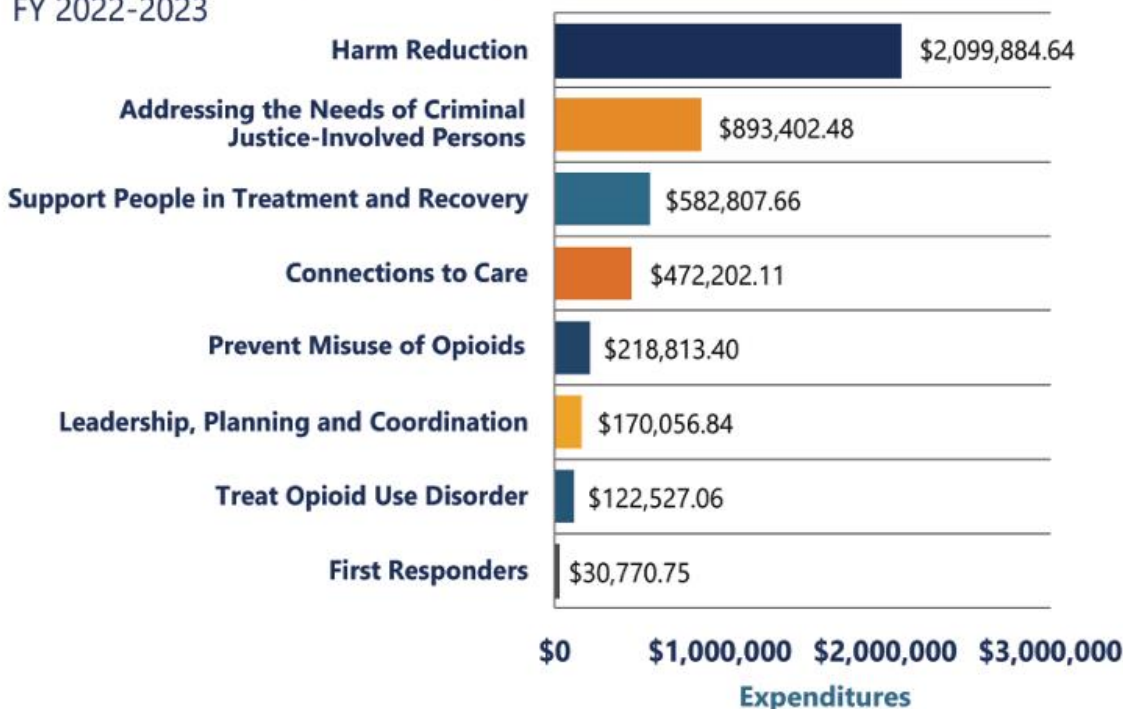 FY 2022-2023
Harm Reduction
$2,099,884.64
Addressing the Needs of Criminal
Justice-Involved Persons
$893,402.48
Support People in Treatment and Recovery
$582,807.66
Connections to Care
$472,202.11
Prevent Misuse of Opioids
$218,813.40
Leadership, Planning and Coordination
$170,056.84
Treat Opioid Use Disorder
$122,527.06
First Responders
$30,770.75
$0 $1,000,000 $2,000,000 $3,000,000
Expenditures